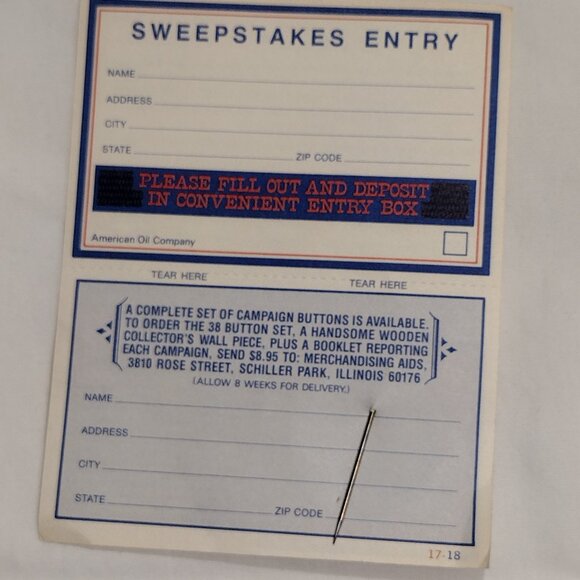 SWEEPSTAKES ENTRY
NAME
ADDRESS
CITY
STATE ZIP CODE
PLEASE FILL OUT AND DEPOSIT
IN CONVENIENT ENTRY BOX
American Oil Company
TEAR HERE TEAR HERE
A COMPLETE SET OF CAMPAIGN BUTTONS IS AVAILABLE.
TO ORDER THE 38 BUTTON SET, A HANDSOME WOODEN
COLLECTOR'S WALL PIECE, PLUS A BOOKLET REPORTING
EACH CAMPAIGN, SEND $8.95 TO: MERCHANDISING AIDS,
3810 ROSE STREET, SCHILLER PARK, ILLINOIS 60176
(ALLOW 8 WEEKS FOR DELIVERY.)
NAME
ADDRESS
CITY
STATE ZIP CODE
17-18